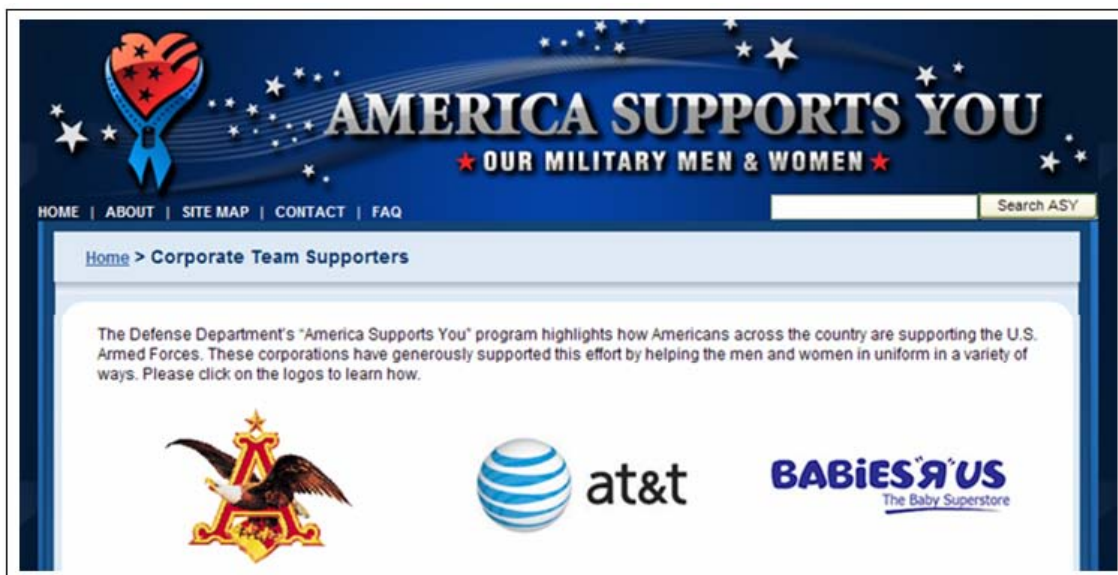 AMERICA SUPPORTS YOU
★ OUR MILITARY MEN & WOMEN ★
HOME | ABOUT | SITE MAP | CONTACT | FAQ
Search ASY
Home > Corporate Team Supporters
The Defense Department's "America Supports You" program highlights how Americans across the country are supporting the U.S.
Armed Forces. These corporations have generously supported this effort by helping the men and women in uniform in a variety of
ways. Please click on the logos to learn how.
A
at&t
BABiES"R"US
The Baby Superstore